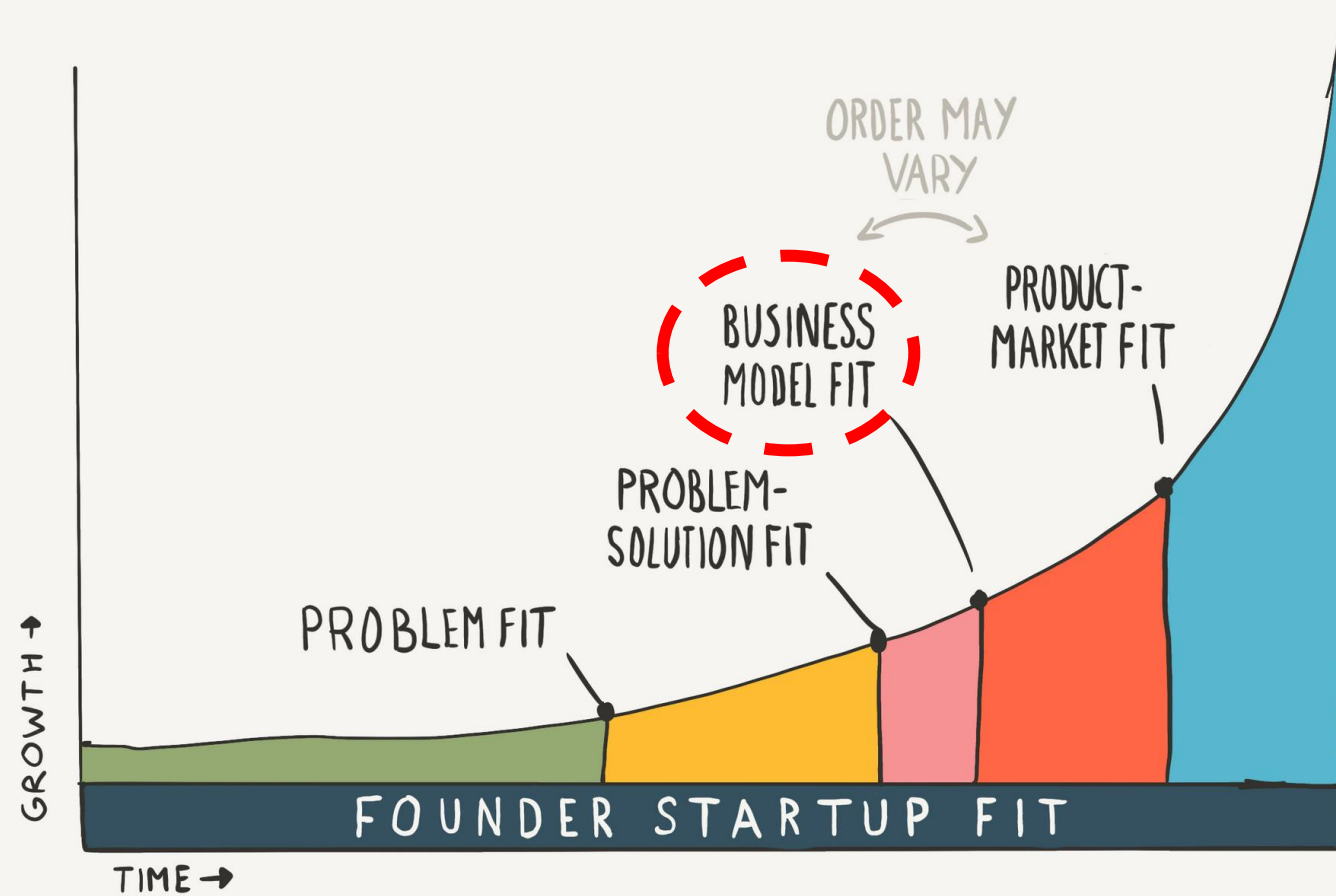 ORDER MAY
VARY
BUSINESS
MODEL FIT
PRODUCT-
MARKET FIT
PROBLEM-
SOLUTION FIT
PROBLEM FIT
GROWTH →
FOUNDER STARTUP FIT
TIME →